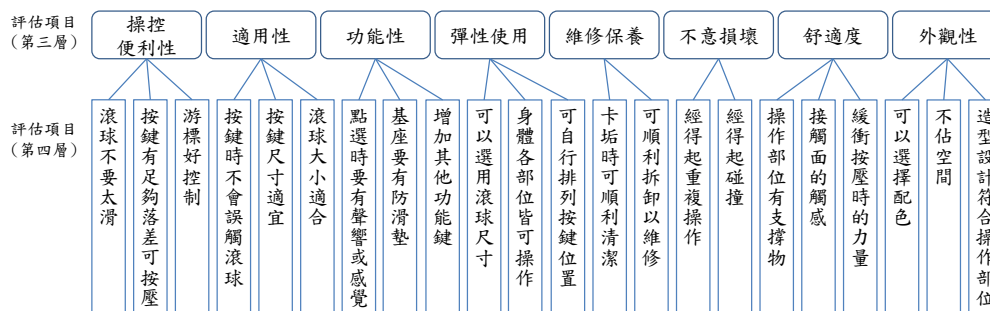 評估項目
（第三層）
操控
便利性
適用性
功能性
彈性使用
維修保養
不意損壞
舒適度
外觀性
評估項目
（第四層）
滾球不要太滑
按鍵有足夠落差可按壓
游標好控制
按鍵時不會誤觸滾球
按鍵尺寸適宜
滾球大小適合
點選時要有聲響或感覺
基座要有防滑墊
增加其他功能鍵
可以選用滾球尺寸
身體各部位皆可操作
可自行排列按鍵位置
卡垢時可順利清潔
可順利拆卸以維修
經得起重複操作
經得起碰撞
操作部位有支撐物
接觸面計的觸感
緩衝按壓時的力量
可以選擇配色
不佔空間
造型設計符合操作部位